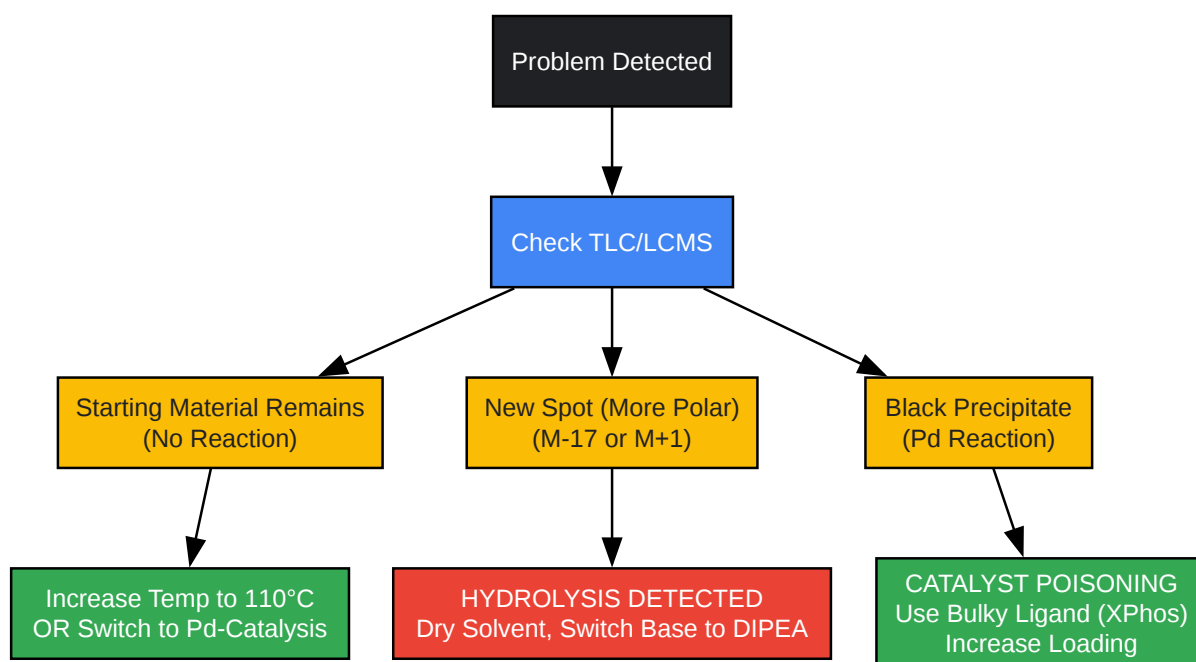 Problem Detected
Check TLC/LCMS
Starting Material Remains
(No Reaction)
New Spot (More Polar)
(M-17 or M+1)
Black Precipitate
(Pd Reaction)
Increase Temp to 110°C
OR Switch to Pd-Catalysis
HYDROLYSIS DETECTED
Dry Solvent, Switch Base to DIPEA
CATALYST POISONING
Use Bulky Ligand (XPhos)
Increase Loading